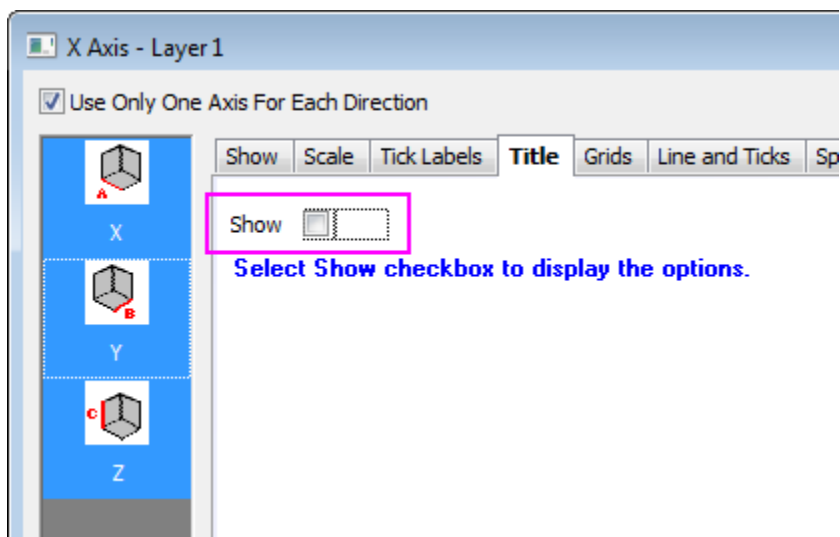 X Axis - Layer 1
Use Only One Axis For Each Direction
Show Scale Tick Labels Title Grids Line and Ticks Sp
A
X
Show
Select Show checkbox to display the options.
B
Y
C
Z